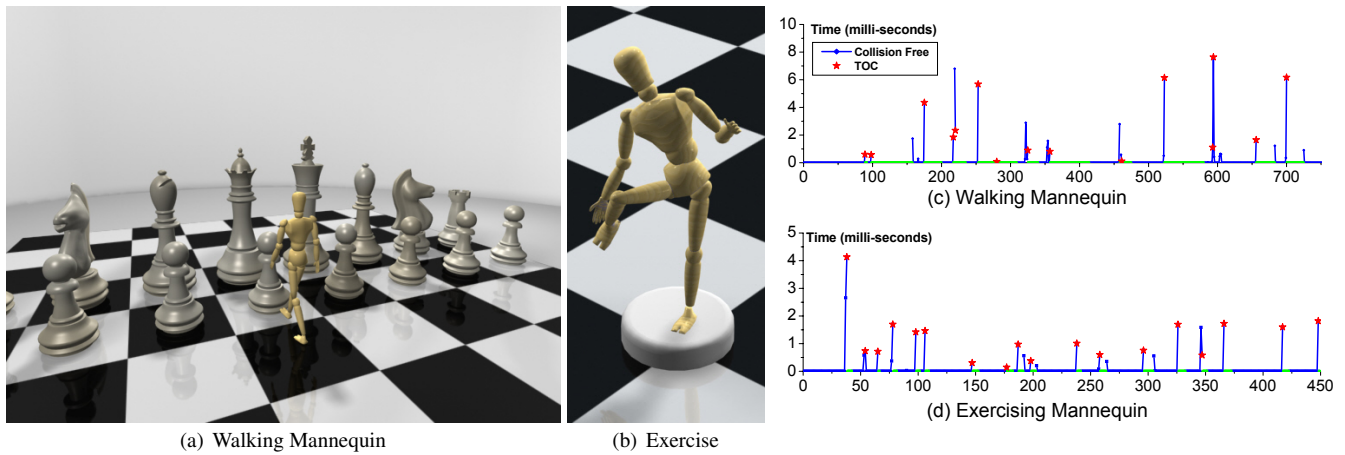 (a) Walking Mannequin
(b) Exercise
10
8
6
4
2
0
Time (milli-seconds)
Collision Free
TOC
0 100 200 300 400 500 600 700
(c) Walking Mannequin
5
4
3
2
1
0
Time (milli-seconds)
0 50 100 150 200 250 300 350 400 450
(d) Exercising Mannequin